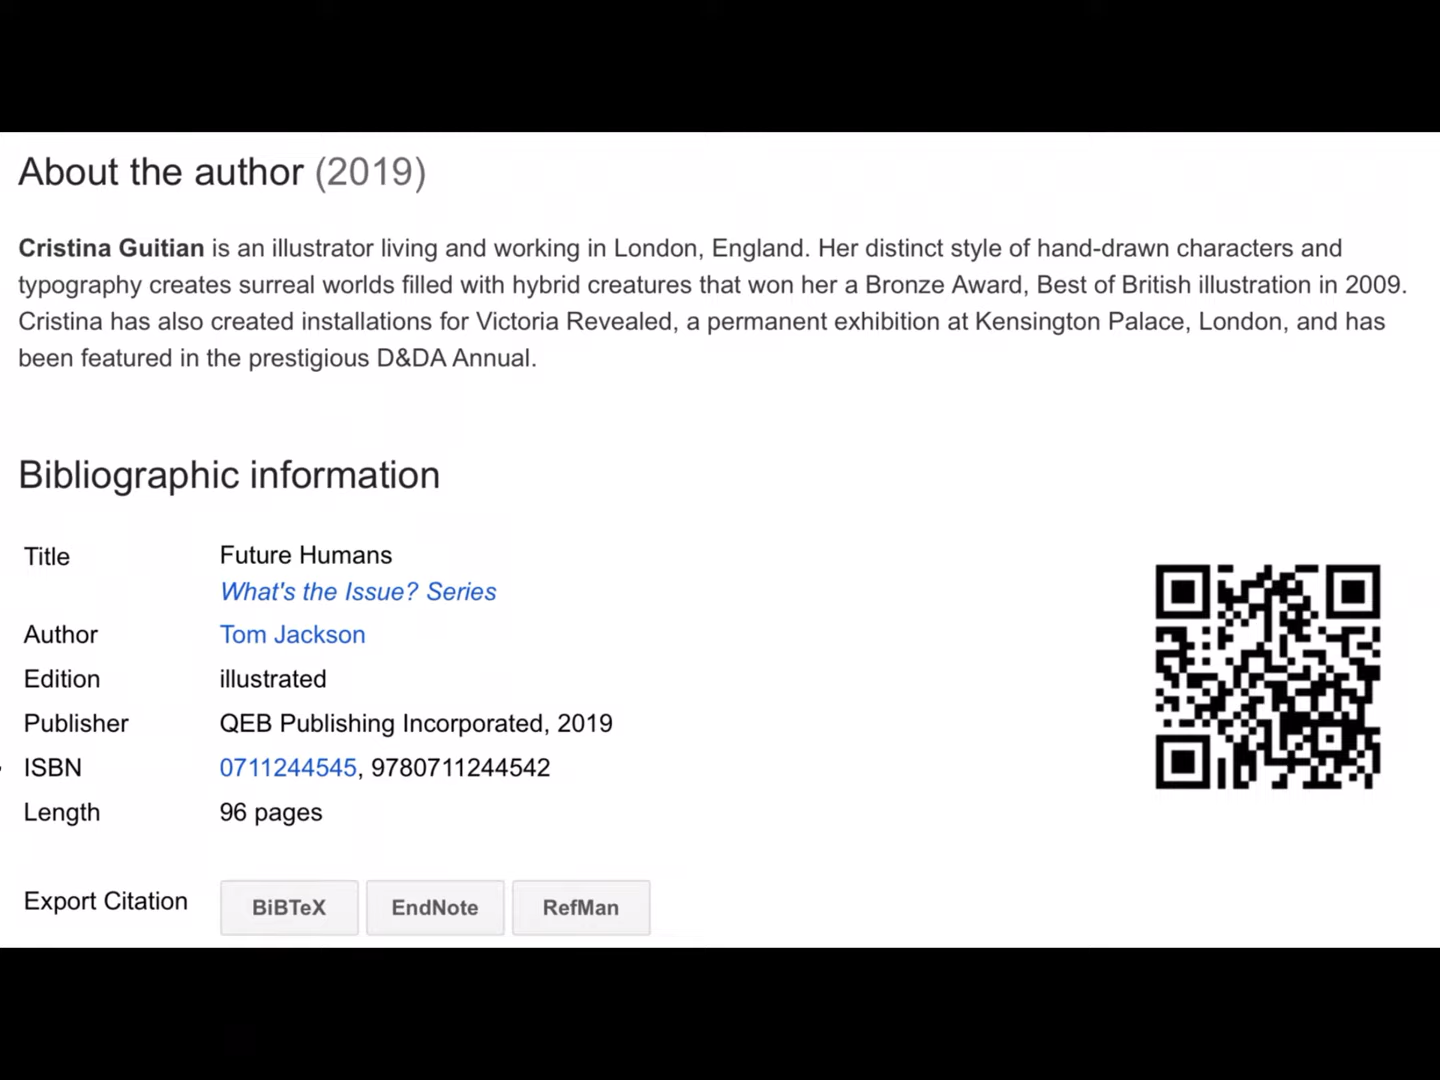 About the author (2019)
Cristina Guitian is an illustrator living and working in London, England. Her distinct style of hand-drawn characters and
typography creates surreal worlds filled with hybrid creatures that won her a Bronze Award, Best of British illustration in 2009.
Cristina has also created installations for Victoria Revealed, a permanent exhibition at Kensington Palace, London, and has
been featured in the prestigious D&DA Annual.
Bibliographic information
Title Future Humans
What's the Issue? Series
Author Tom Jackson
Edition illustrated
Publisher QEB Publishing Incorporated, 2019
ISBN 0711244545, 9780711244542
Length 96 pages
Export Citation BiBTeX EndNote RefMan